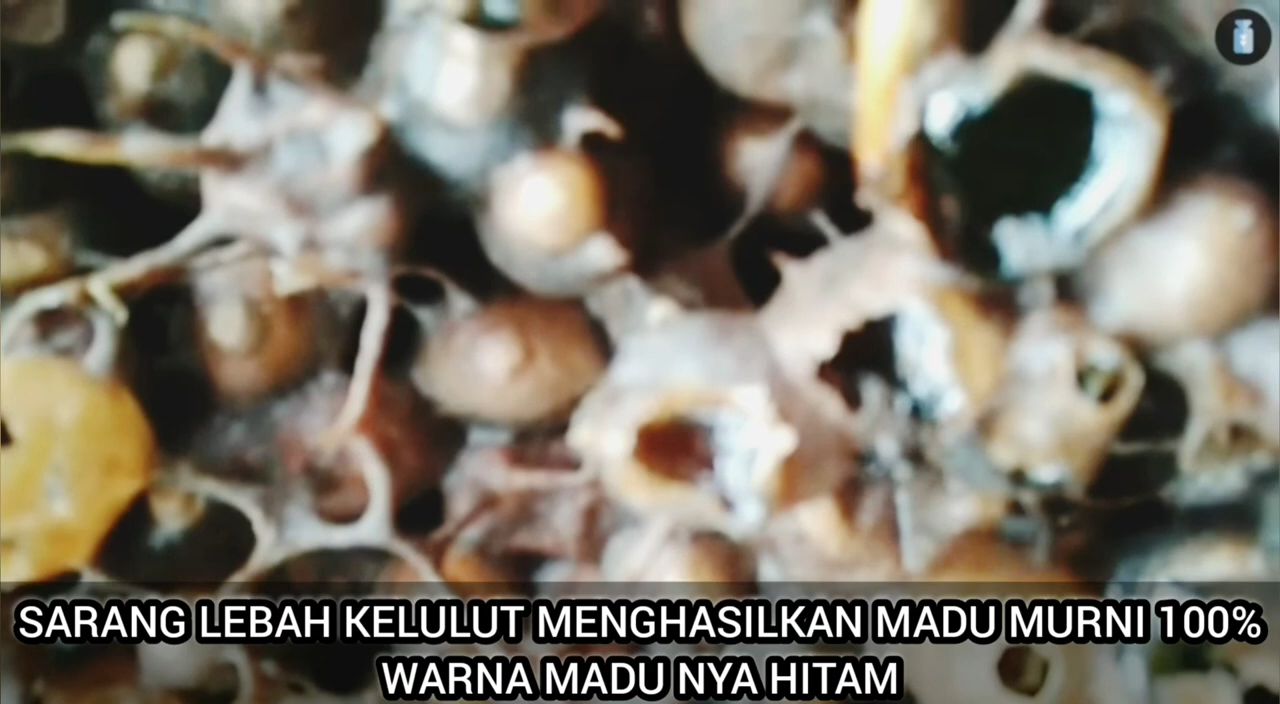 SARANG LEBAH KELULUT MENGHASILKAN MADU MURNI 100%
WARNA MADU NYA HITAM